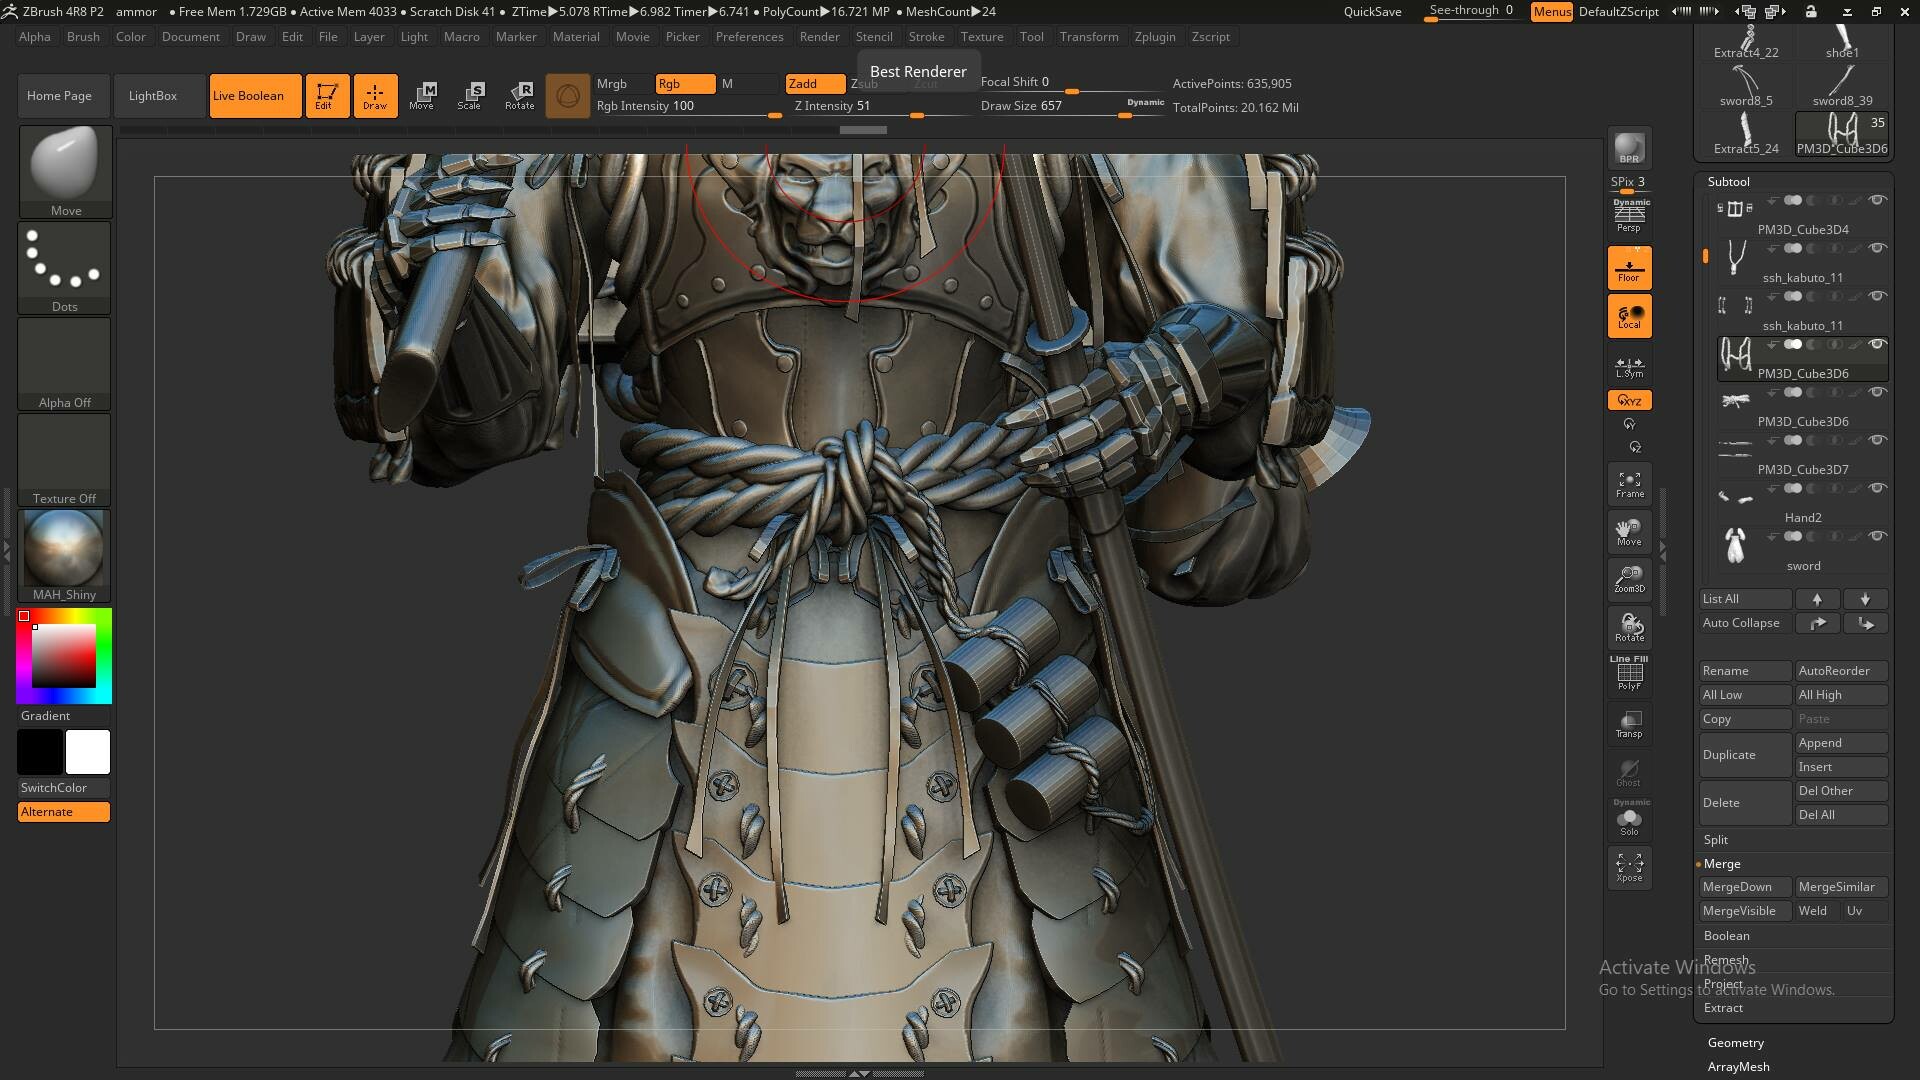 ZBrush 4R8 P2 ammor • Free Mem 1.729GB • Active Mem 4033 • Scratch Disk 41 • ZTime▶5.078 RTime▶6.982 Timer▶6.741 • PolyCount▶16.721 MP • MeshCount▶24 QuickSave See-through 0 Menus DefaultZScript
Alpha Brush Color Document Draw Edit File Layer Light Macro Marker Material Movie Picker Preferences Render Stencil Stroke Texture Tool Transform Zplugin Zscript
Best Renderer
Home Page LightBox Live Boolean Edit Draw Move Scale Rotate
Mrgb Rgb M Zadd Zsub Zcut Focal Shift 0 ActivePoints: 635,905
Rgb Intensity 100 Z Intensity 51 Draw Size 657 Dynamic TotalPoints: 20.162 Mil
Move
Dots
Alpha Off
Texture Off
MAH_Shiny
Gradient
SwitchColor
Alternate
BPR
SPix 3
Dynamic
Persp
Floor
Local
L.Sym
XYZ
Frame
Move
Zoom3D
Rotate
Line Fill
PolyF
Transp
Ghost
Dynamic
Solo
Xpose
Extract4_22 shoe1
sword8_5 sword8_39
35
Extract5_24 PM3D_Cube3D6
Subtool
PM3D_Cube3D4
ssh_kabuto_11
ssh_kabuto_11
PM3D_Cube3D6
PM3D_Cube3D6
PM3D_Cube3D7
Hand2
sword
List All
Auto Collapse
Rename AutoReorder
All Low All High
Copy Paste
Duplicate Append
Insert
Delete Del Other
Del All
Split
Merge
MergeDown MergeSimilar
MergeVisible Weld Uv
Boolean
Remesh
Project
Extract
Geometry
ArrayMesh
Activate Windows
Go to Settings to activate Windows.